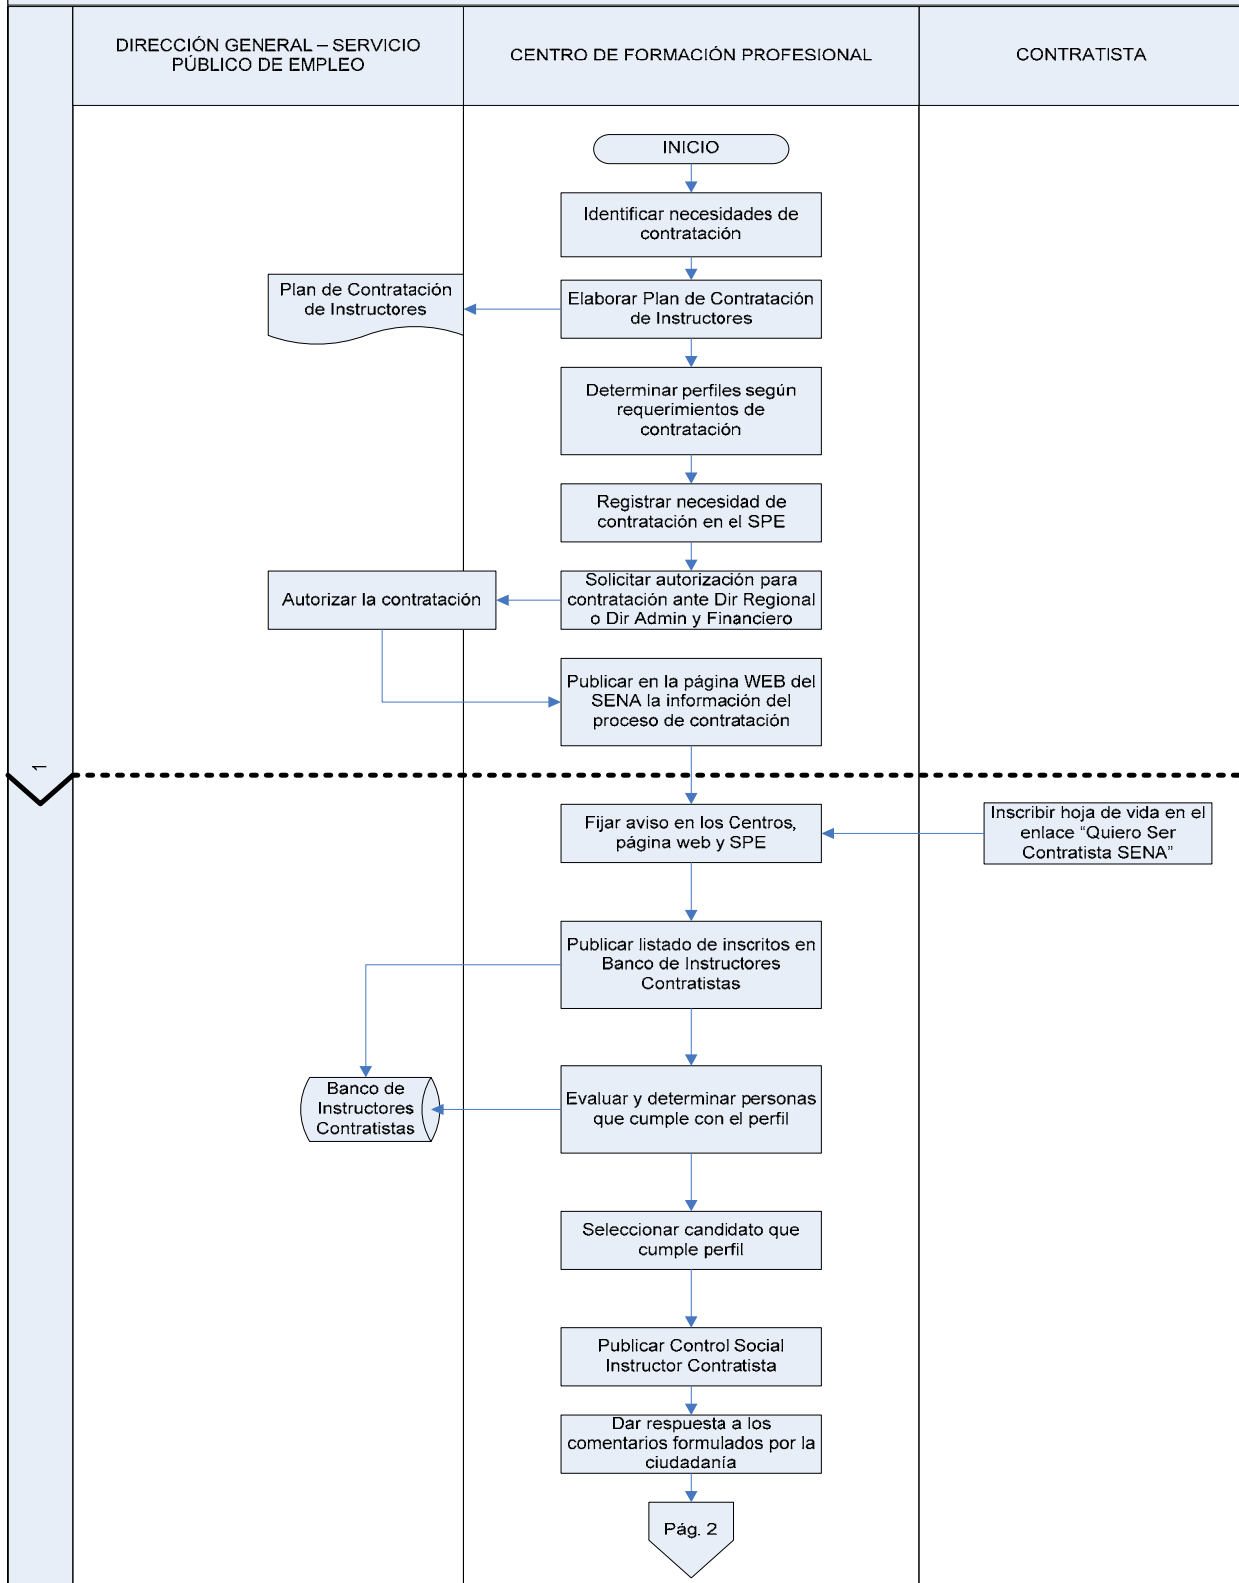 DIRECCIÓN GENERAL – SERVICIO
PÚBLICO DE EMPLEO
CENTRO DE FORMACIÓN PROFESIONAL
CONTRATISTA
INICIO
Identificar necesidades de
contratación
Plan de Contratación
de Instructores
Elaborar Plan de Contratación
de Instructores
Determinar perfiles según
requerimientos de
contratación
Registrar necesidad de
contratación en el SPE
Autorizar la contratación
Solicitar autorización para
contratación ante Dir Regional
o Dir Admin y Financiero
Publicar en la página WEB del
SENA la información del
proceso de contratación
1
Fijar aviso en los Centros,
página web y SPE
Inscribir hoja de vida en el
enlace “Quiero Ser
Contratista SENA”
Publicar listado de inscritos en
Banco de Instructores
Contratistas
Banco de
Instructores
Contratistas
Evaluar y determinar personas
que cumple con el perfil
Seleccionar candidato que
cumple perfil
Publicar Control Social
Instructor Contratista
Dar respuesta a los
comentarios formulados por la
ciudadanía
Pág. 2